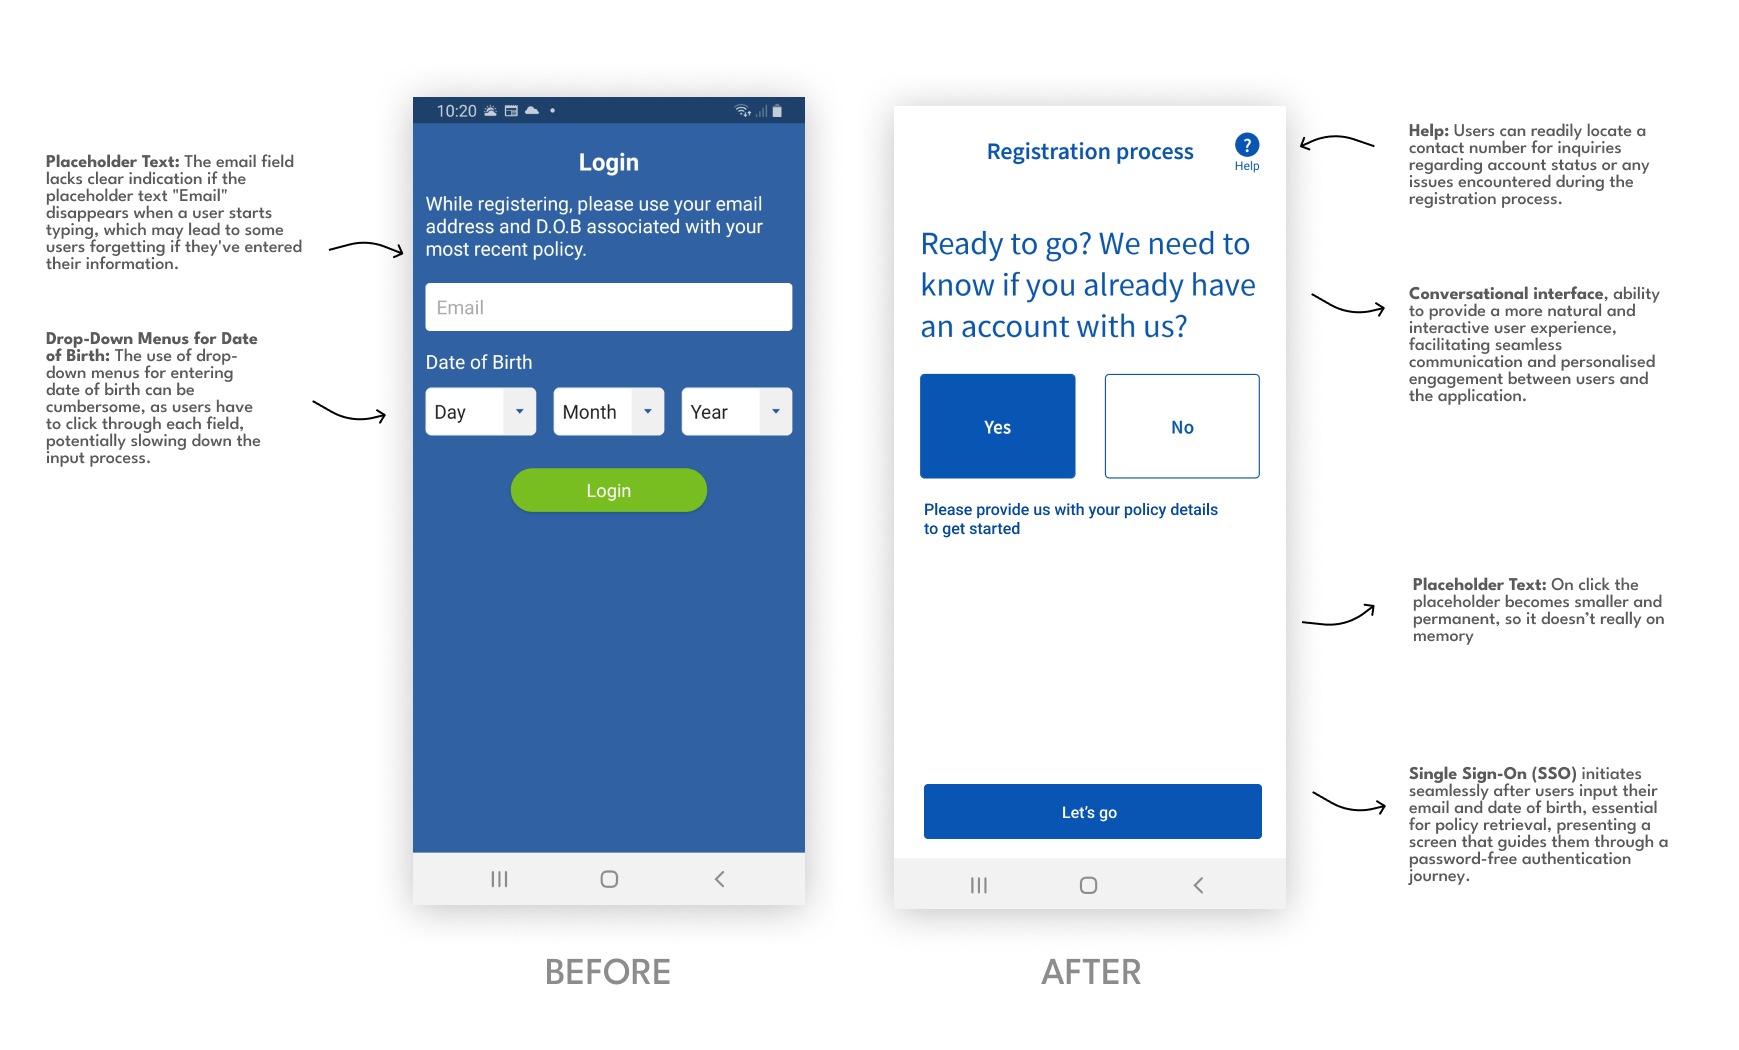 Placeholder Text: The email field
lacks clear indication if the
placeholder text "Email"
disappears when a user starts
typing, which may lead to some
users forgetting if they've entered
their information.
Drop-Down Menus for Date
of Birth: The use of drop-
down menus for entering
date of birth can be
cumbersome, as users have
to click through each field,
potentially slowing down the
input process.
10:20
Login
While registering, please use your email
address and D.O.B associated with your
most recent policy.
Email
Date of Birth
Day
Month
Year
Login
BEFORE
Registration process
?
Help
Ready to go? We need to
know if you already have
an account with us?
Yes
No
Please provide us with your policy details
to get started
Let's go
AFTER
Help: Users can readily locate a
contact number for inquiries
regarding account status or any
issues encountered during the
registration process.
Conversational interface, ability
to provide a more natural and
interactive user experience,
facilitating seamless
communication and personalised
engagement between users and
the application.
Placeholder Text: On click the
placeholder becomes smaller and
permanent, so it doesn’t really on
memory
Single Sign-On (SSO) initiates
seamlessly after users input their
email and date of birth, essential
for policy retrieval, presenting a
screen that guides them through a
password-free authentication
journey.